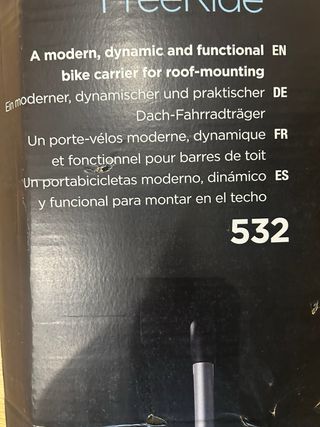 FreeRide
A modern, dynamic and functional EN
bike carrier for roof-mounting
Ein moderner, dynamischer und praktischer DE
Dach-Fahrradträger
Un porte-vélos moderne, dynamique FR
et fonctionnel pour barres de toit
Un portabicicletas moderno, dinámico ES
y funcional para montar en el techo
532